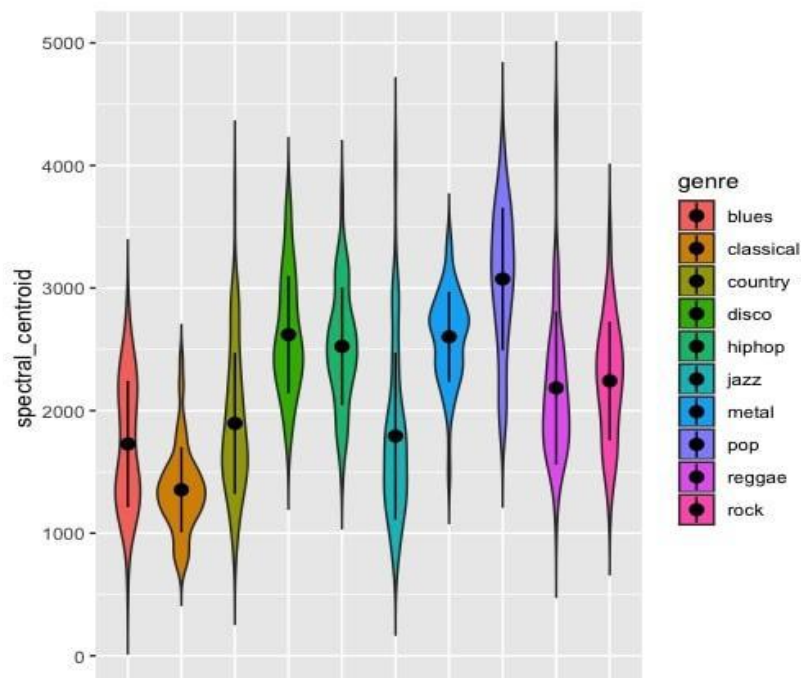 5000
4000
3000
2000
1000
0
spectral_centroid
genre
blues
classical
country
disco
hiphop
jazz
metal
pop
reggae
rock